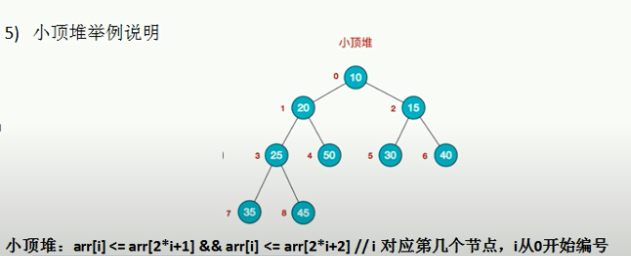 5) 小顶堆举例说明
小顶堆
0 10
1 20 2 15
3 25 4 50 5 30 6 40
7 35 8 45
小顶堆：arr[i] <= arr[2*i+1] && arr[i] <= arr[2*i+2] // i 对应第几个节点，i从0开始编号